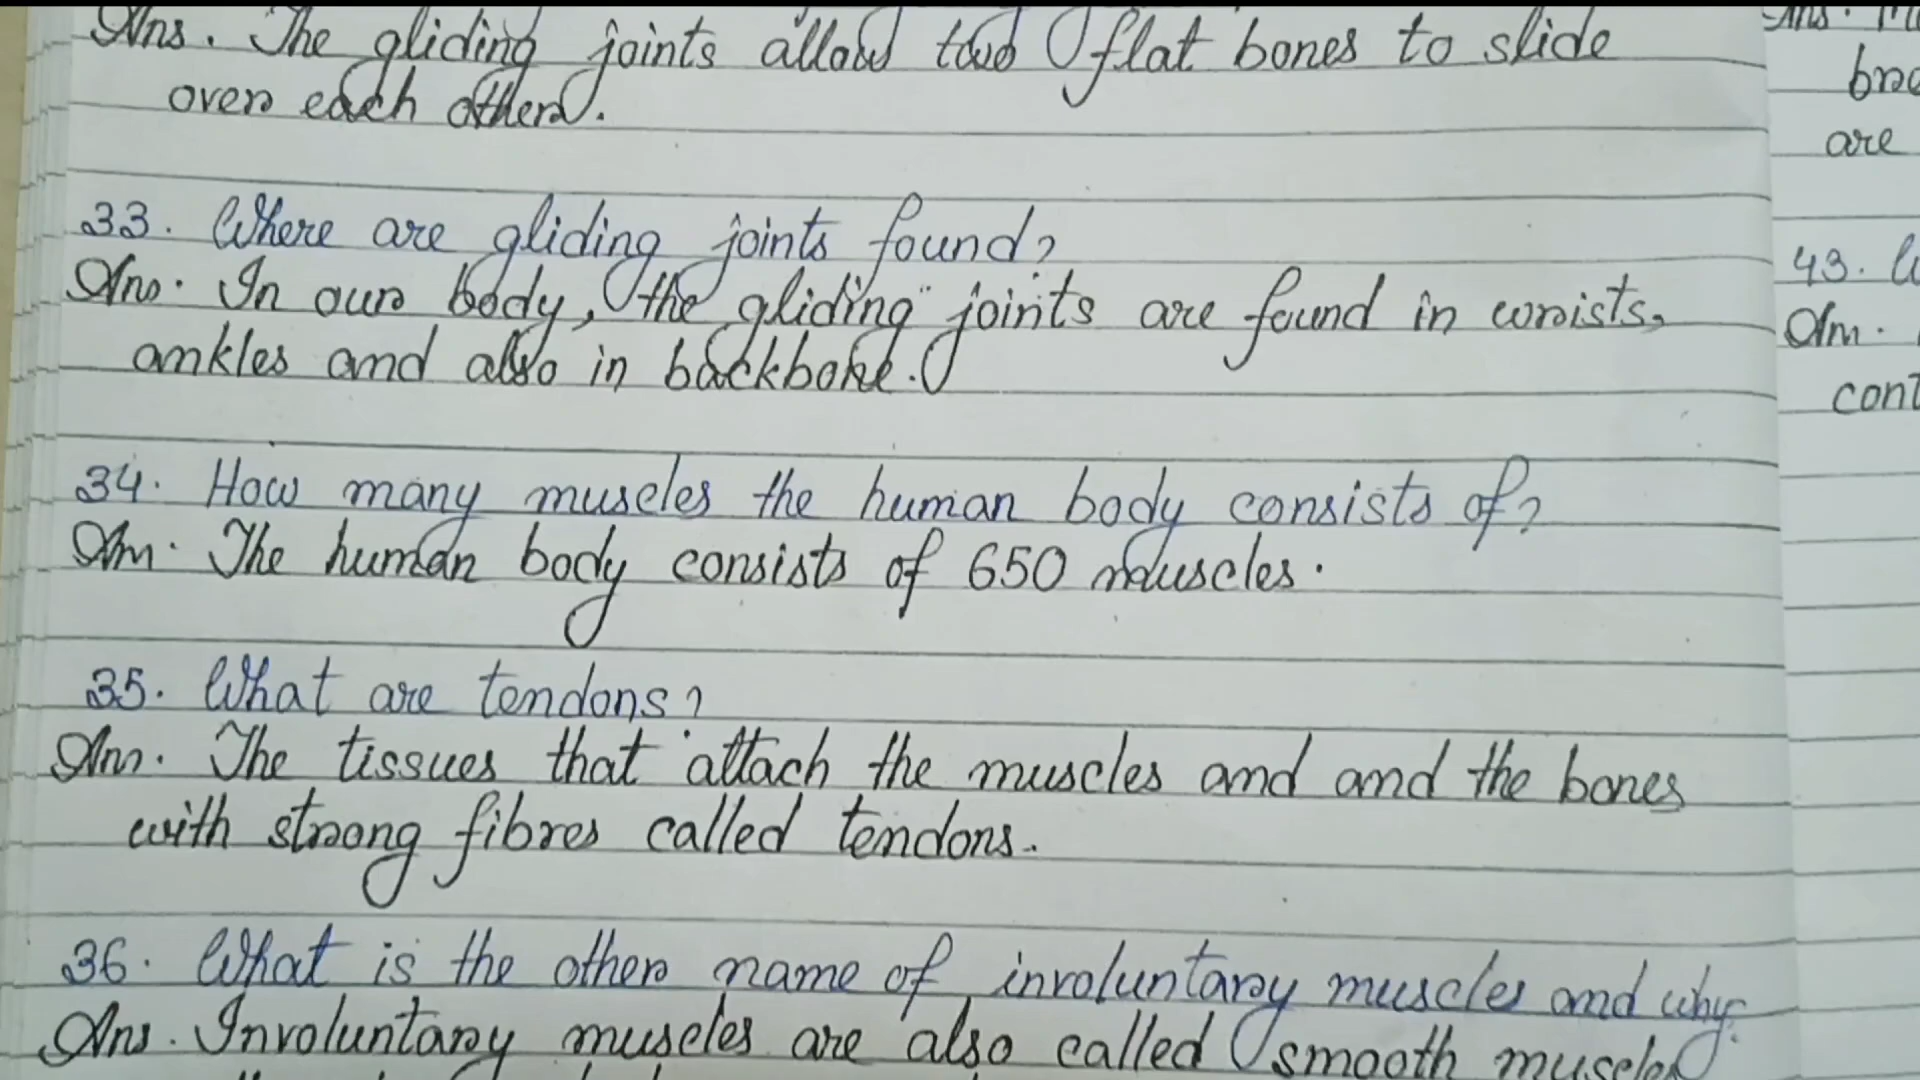 Ans. The gliding joints allow two flat bones to slide
over each other.
33. Where are gliding joints found?
Ans. In our body, the gliding joints are found in wrists,
ankles and also in backbone.
34. How many muscles the human body consists of?
Ans. The human body consists of 650 muscles.
35. What are tendons?
Ans. The tissues that attach the muscles and and the bones
with strong fibres called tendons.
36. What is the other name of involuntary muscles and why?
Ans. Involuntary muscles are also called smooth muscles
are
43.
Ans.